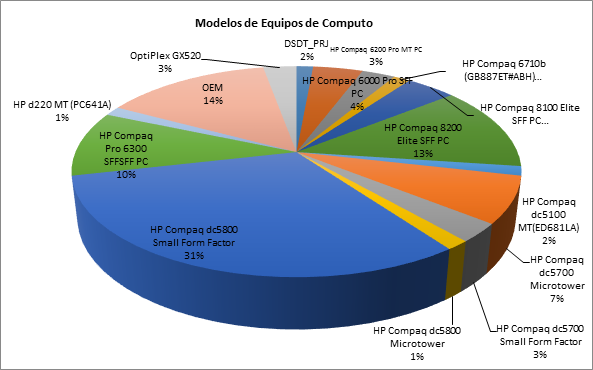 Modelos de Equipos de Computo
DSDT_PRJ
2%
HP Compaq 6200 Pro MT PC
3%
HP Compaq 6000 Pro SFF
PC
4%
HP Compaq 6710b
(GB887ET#ABH)...
HP Compaq 8100 Elite
SFF PC...
HP Compaq 8200
Elite SFF PC
13%
HP Compaq
dc5100
MT(ED681LA)
2%
HP Compaq
dc5700
Microtower
7%
HP Compaq dc5700
Small Form Factor
3%
HP Compaq dc5800
Microtower
1%
HP Compaq dc5800
Small Form Factor
31%
HP Compaq
Pro 6300
SFFSFF PC
10%
HP d220 MT (PC641A)
1%
OEM
14%
OptiPlex GX520
3%